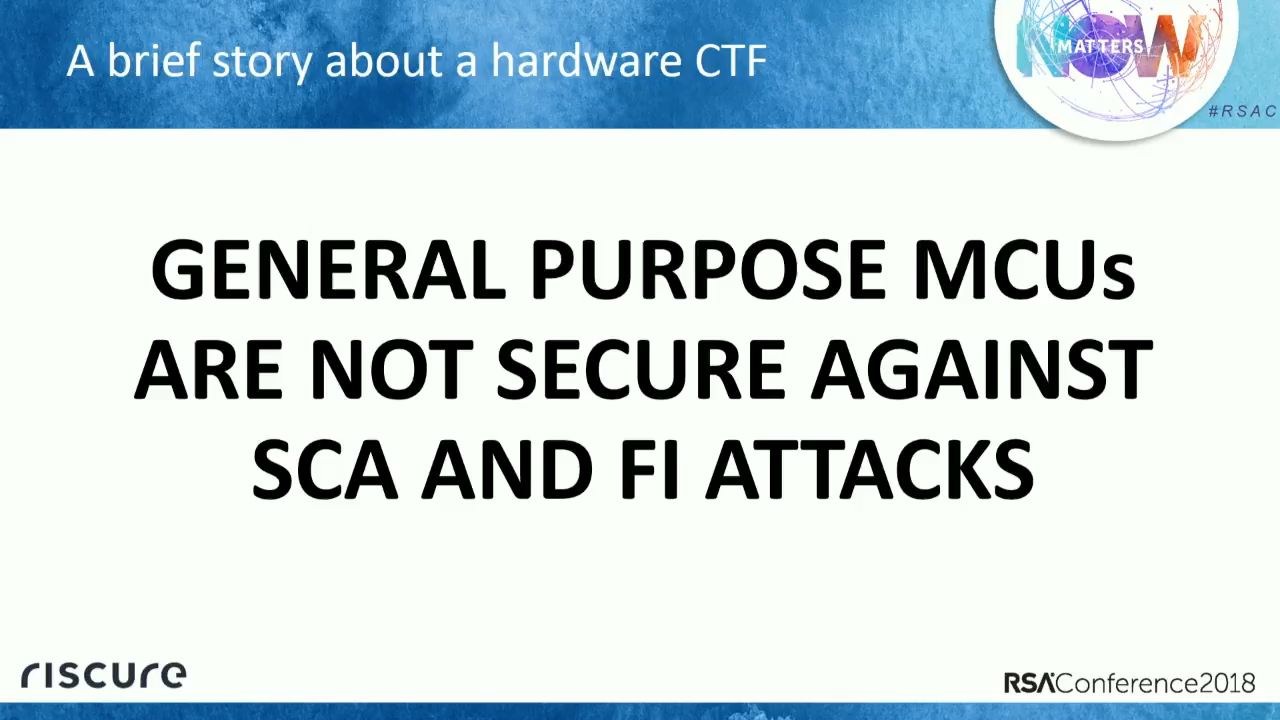 A brief story about a hardware CTF
NOW
MATTERS
#RSAC
GENERAL PURPOSE MCUs
ARE NOT SECURE AGAINST
SCA AND FI ATTACKS
riscure
RSAConference2018